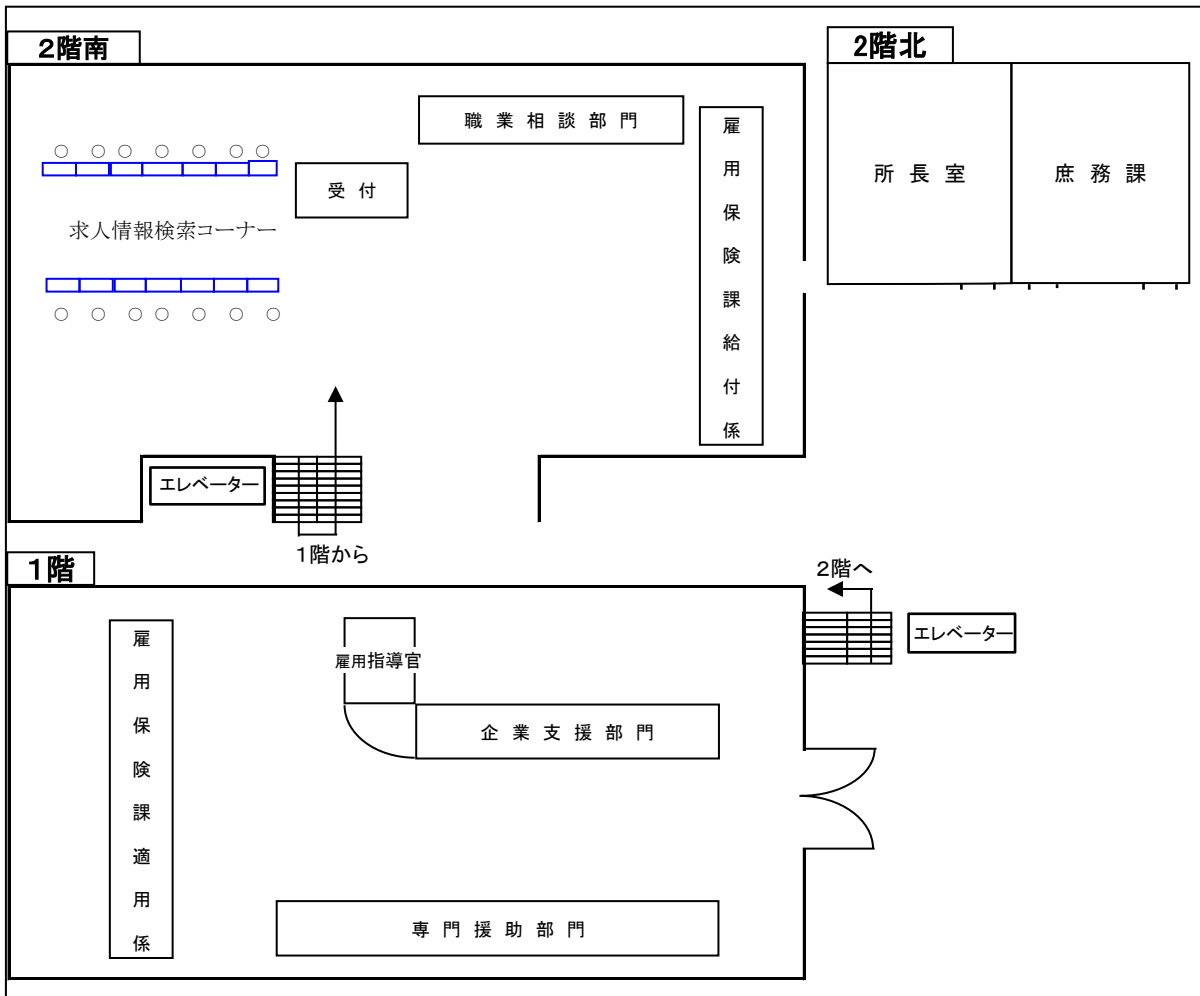 ２階南
２階北
職業相談部門
雇用保険課給付係
所長室
庶務課
受付
求人情報検索コーナー
エレベーター
１階から
１階
２階へ
エレベーター
雇用保険課適用係
雇用指導官
企業支援部門
専門援助部門